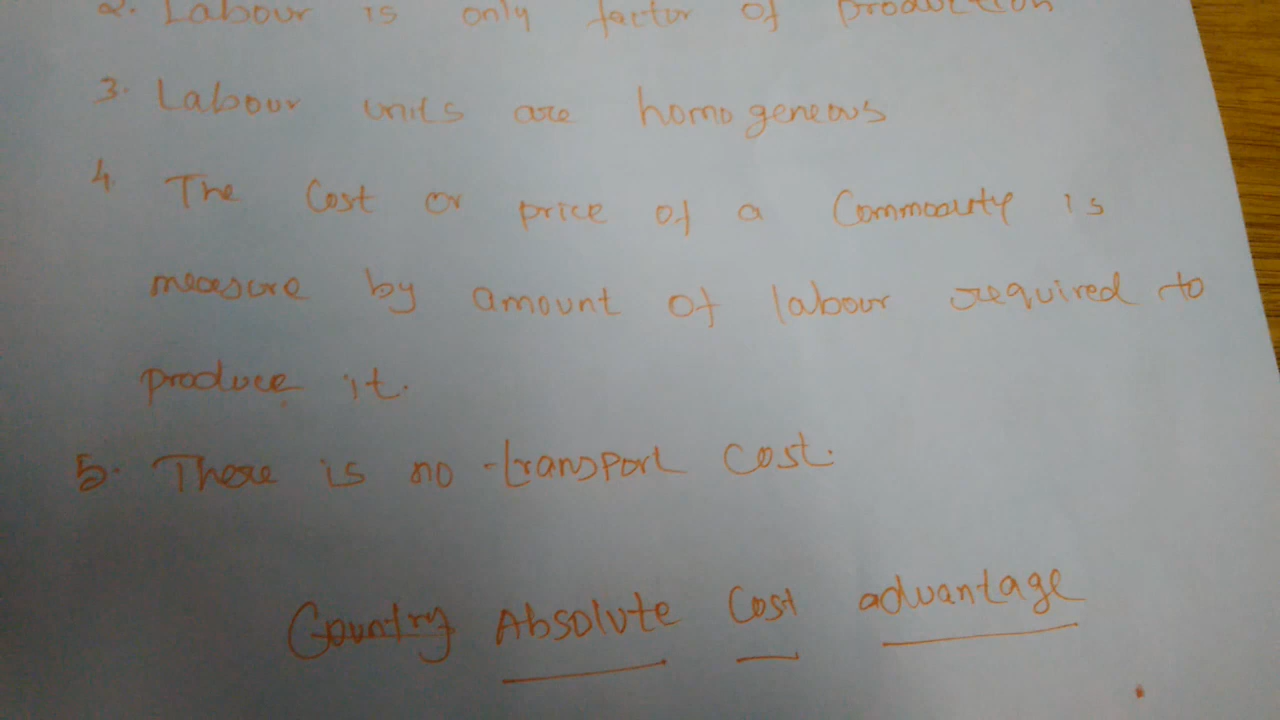 2. Labour is only factor of production
3. Labour units are homogeneous
4. The Cost or price of a Commodity is
measure by amount of labour required to
produce it.
5. There is no transport cost.
Country Absolute Cost advantage